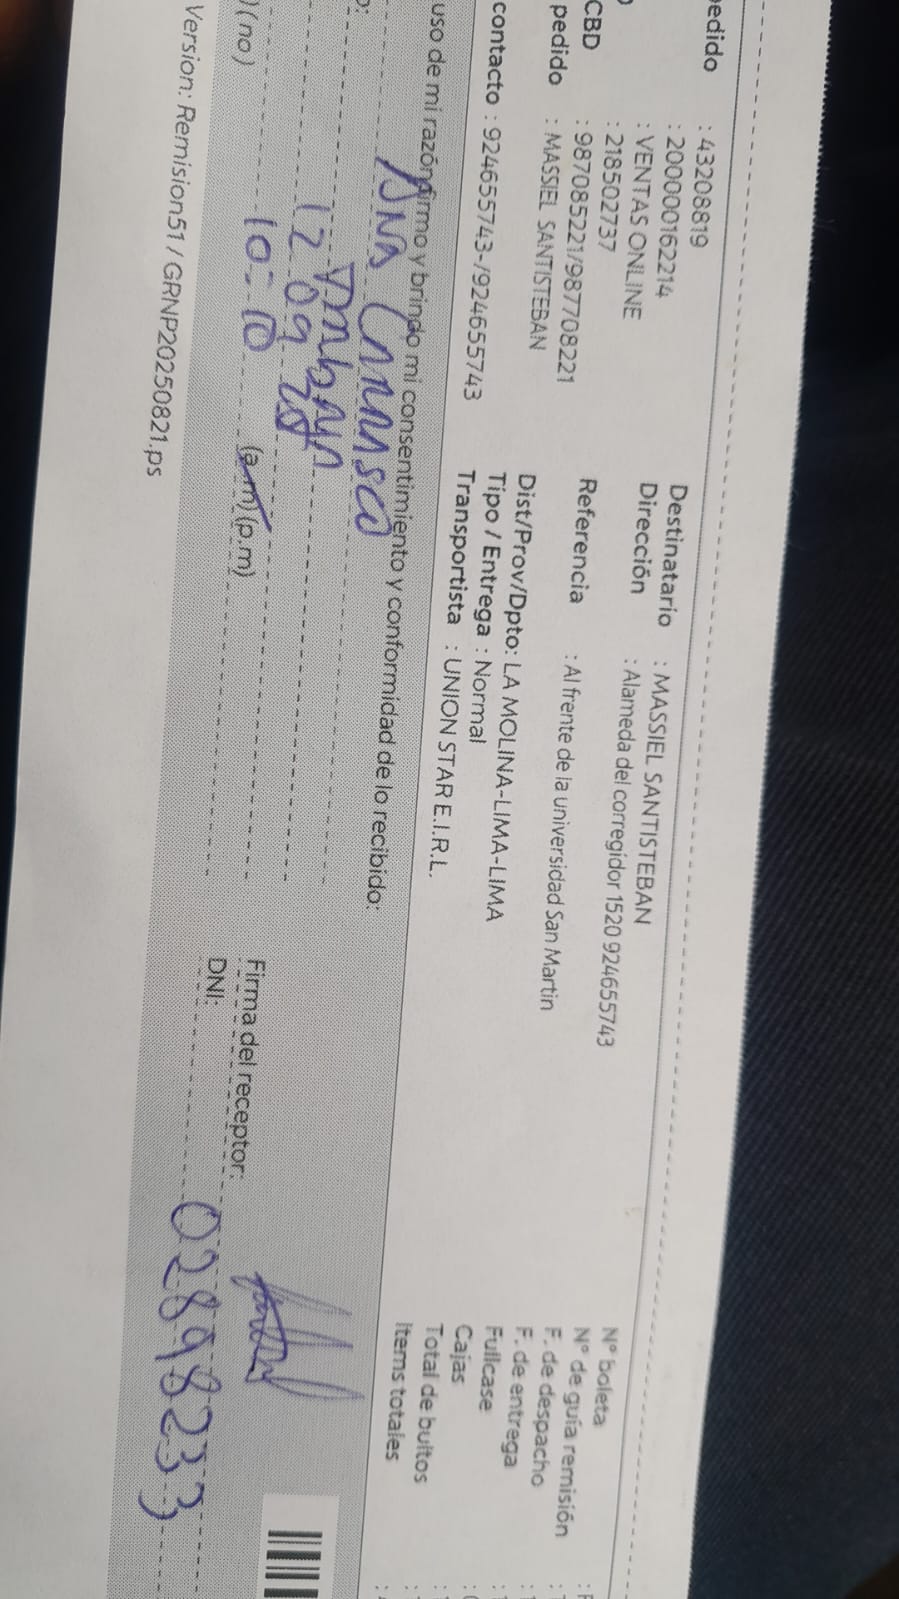 edido : 43208819
: 200000162214
: VENTAS ONLINE
: 218502737
CBD : 987085221/987708221
pedido : MASSIEL SANTISTEBAN
contacto : 924655743-/924655743
Destinatario : MASSIEL SANTISTEBAN
Dirección : Alameda del corregidor 1520 924655743
Referencia : Al frente de la universidad San Martin
Dist/Prov/Dpto: LA MOLINA-LIMA-LIMA
Tipo / Entrega : Normal
Transportista : UNION STAR E.I.R.L.
N° boleta
N° de guía remisión :
F. de despacho :
F. de entrega :
Fullcase :
Cajas :
Total de bultos :
Items totales :
uso de mi razón firmo y brindo mi consentimiento y conformidad de lo recibido:
Ana Carrasco
12 09 25
)(no) 10:10 (a.m)(p.m)
Firma del receptor:
DNI: 02898233
Version: Remision51 / GRNP20250821.ps